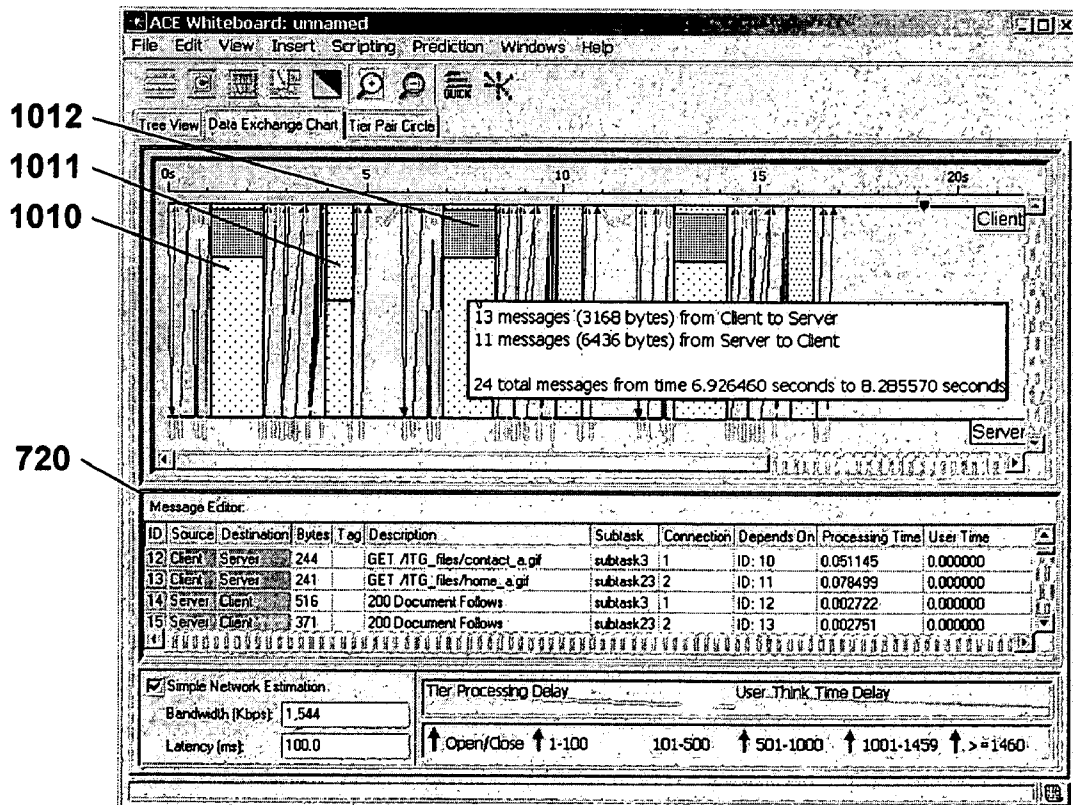 ACE Whiteboard: unnamed
File Edit View Insert Scripting Prediction Windows Help
QUICK
Tree View Data Exchange Chart Tier Pair Circle
1012
1011
1010
0s 5 10 15 20s
Client
13 messages (3168 bytes) from Client to Server
11 messages (6436 bytes) from Server to Client
24 total messages from time 6.926460 seconds to 8.285570 seconds
Server
720
Message Editor:
ID Source Destination Bytes Tag Description Subtask Connection Depends On Processing Time User Time
12 Client Server 244 GET /ITG_files/contact_a.gif subtask3 1 ID: 10 0.051145 0.000000
13 Client Server 241 GET /ITG_files/home_a.gif subtask23 2 ID: 11 0.078499 0.000000
14 Server Client 516 200 Document Follows subtask3 1 ID: 12 0.002722 0.000000
15 Server Client 371 200 Document Follows subtask23 2 ID: 13 0.002751 0.000000
Simple Network Estimation
Bandwidth (Kbps): 1,544
Latency (ms): 100.0
Tier Processing Delay User Think Time Delay
Open/Close 1-100 101-500 501-1000 1001-1459 >=1460